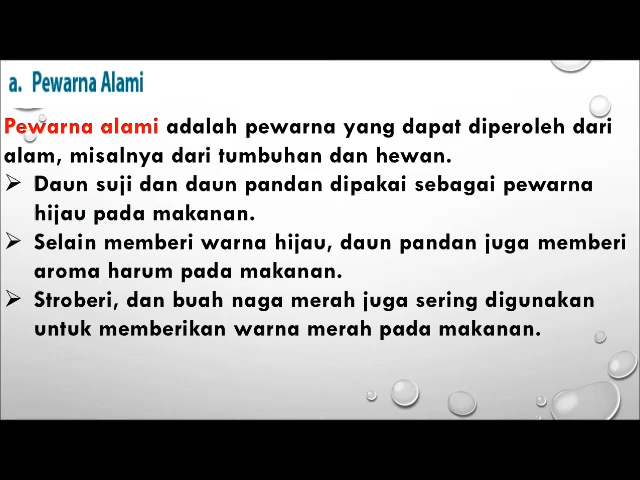 a. Pewarna Alami
Pewarna alami adalah pewarna yang dapat diperoleh dari
alam, misalnya dari tumbuhan dan hewan.
➢ Daun suji dan daun pandan dipakai sebagai pewarna
hijau pada makanan.
➢ Selain memberi warna hijau, daun pandan juga memberi
aroma harum pada makanan.
➢ Stroberi, dan buah naga merah juga sering digunakan
untuk memberikan warna merah pada makanan.